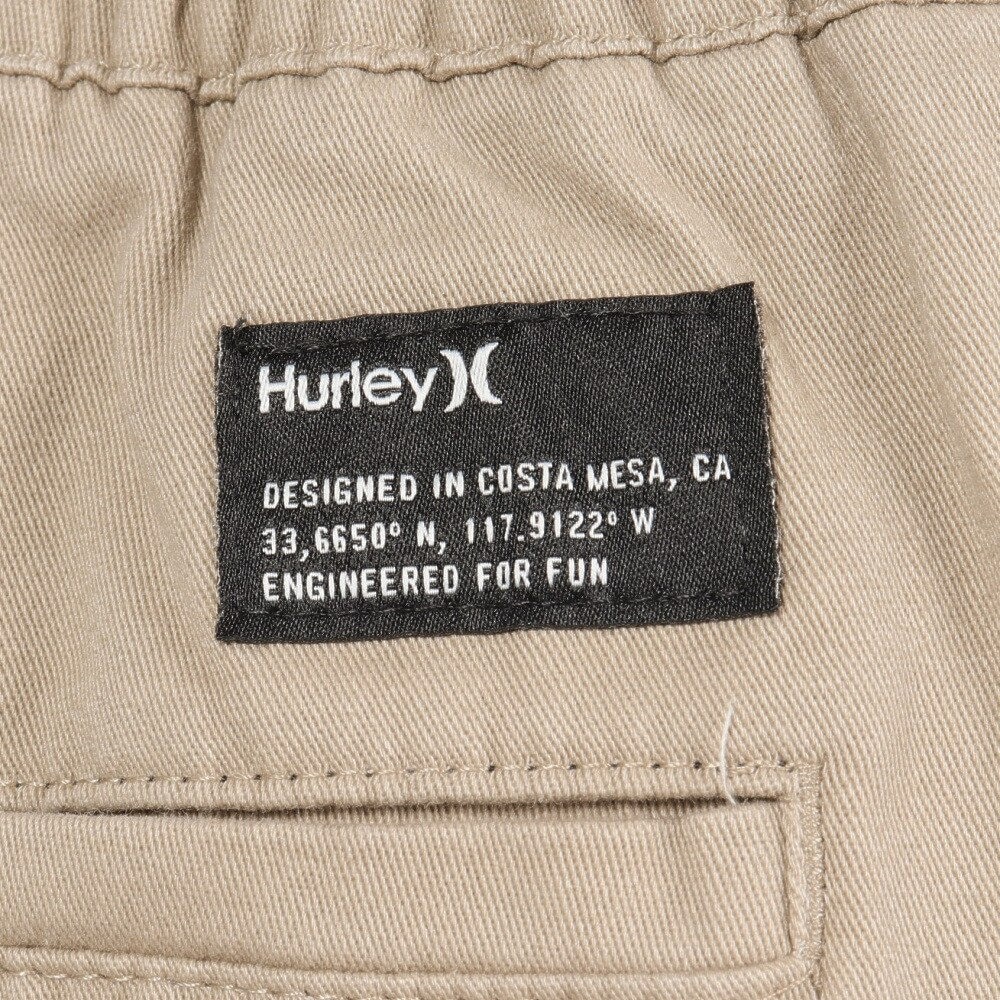 Hurley
DESIGNED IN COSTA MESA, CA
33,6650° N, 117.9122° W
ENGINEERED FOR FUN